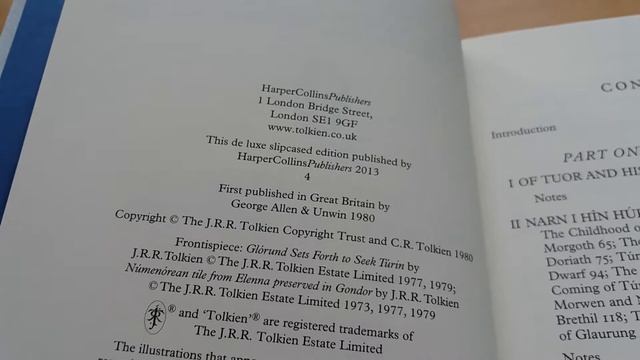 HarperCollinsPublishers
1 London Bridge Street,
London SE1 9GF
www.tolkien.co.uk
This de luxe slipcased edition published by
HarperCollinsPublishers 2013
4
First published in Great Britain by
George Allen & Unwin 1980
Copyright © The J.R.R. Tolkien Copyright Trust and C.R. Tolkien 1980
Frontispiece: Glórund Sets Forth to Seek Túrin by
J.R.R.Tolkien © The J.R.R. Tolkien Estate Limited 1977, 1979;
Númenórean tile from Elenna preserved in Gondor by J.R.R. Tolkien
© The J.R.R. Tolkien Estate Limited 1973, 1977, 1979
® and ‘Tolkien’® are registered trademarks of
The J.R.R. Tolkien Estate Limited
The illustrations that
CON
Introduction
PART ON
I OF TUOR AND HIS
Notes
II NARN I HÎN HÚR
The Childhood of
Morgoth 65; The
Doriath 75; Túr
Dwarf 94; The
Coming of Túr
Morwen and N
Brethil 118; T
of Glaurung
Notes